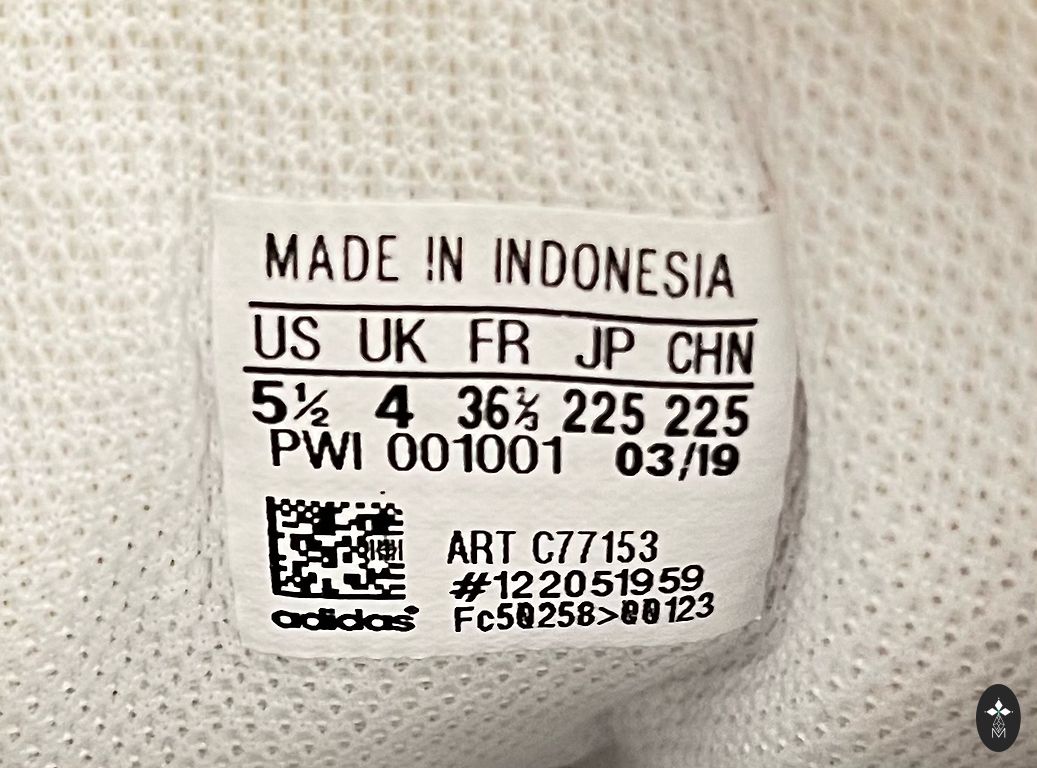 MADE IN INDONESIA
US UK FR JP CHN
5½ 4 36⅔ 225 225
PWI 001001 03/19
ART C77153
#122051959
adidas
M